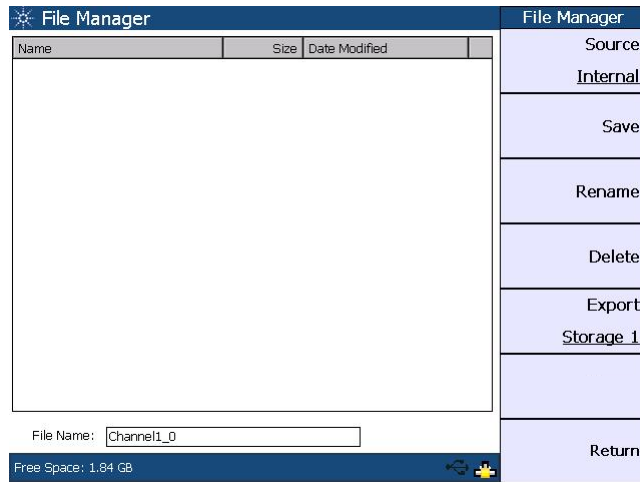 File Manager
Name Size Date Modified
File Name: Channel1_0
Free Space: 1.84 GB
File Manager
Source
Internal
Save
Rename
Delete
Export
Storage 1
Return